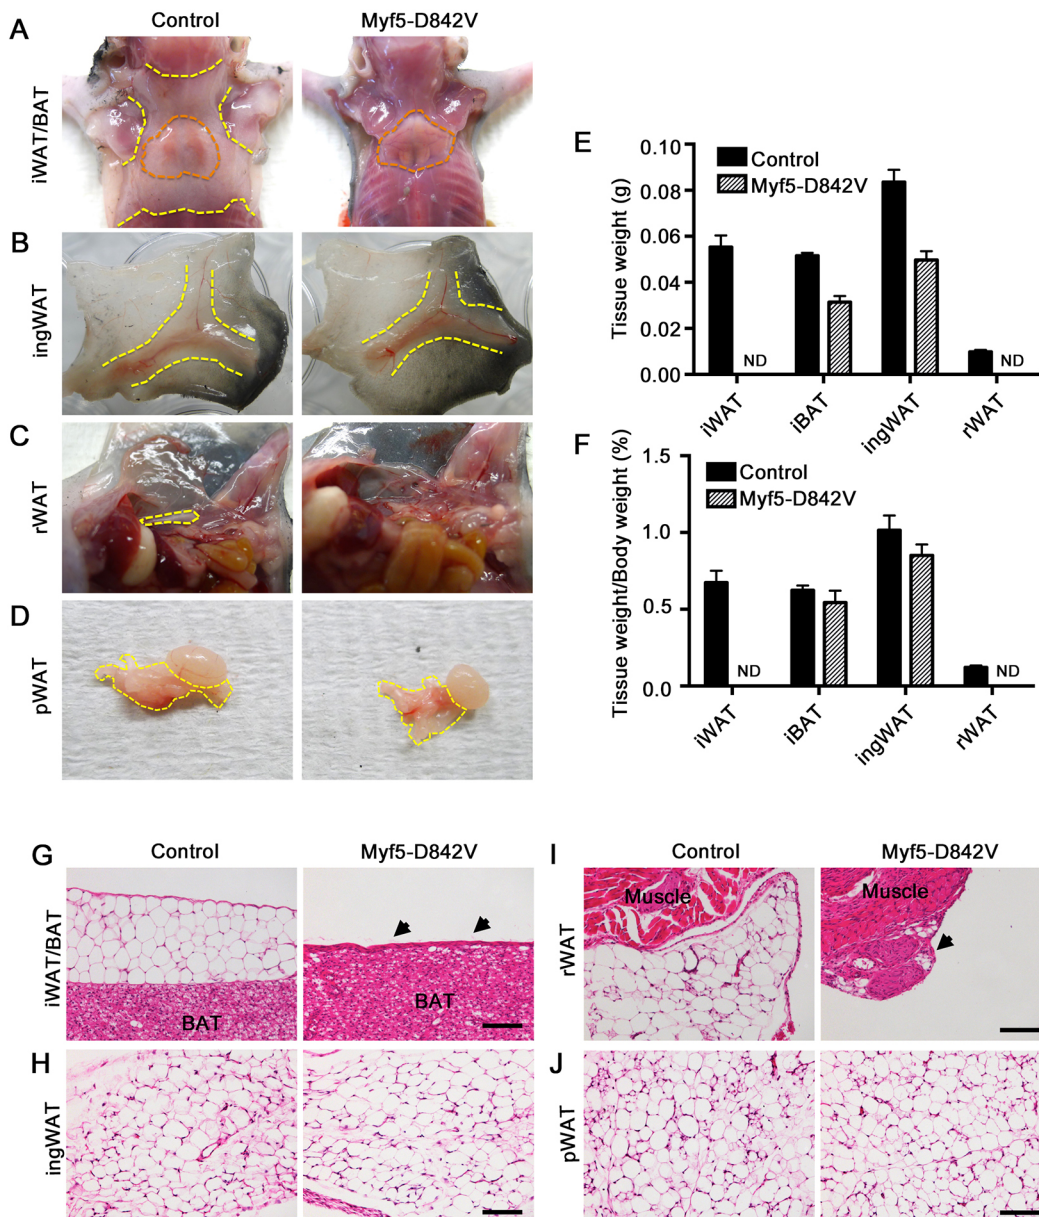 Control Myf5-D842V
A
iWAT/BAT
B
ingWAT
C
rWAT
D
pWAT
E
Tissue weight (g)
0.10
0.08
0.06
0.04
0.02
0.00
Control
Myf5-D842V
ND
ND
iWAT iBAT ingWAT rWAT
F
Tissue weight/Body weight (%)
1.5
1.0
0.5
0.0
Control
Myf5-D842V
ND
ND
iWAT iBAT ingWAT rWAT
G
Control Myf5-D842V
iWAT/BAT
BAT
BAT
H
ingWAT
I
Control Myf5-D842V
rWAT
Muscle
Muscle
J
pWAT